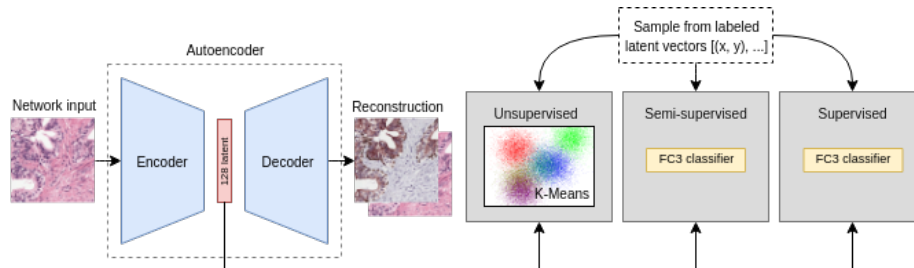 Autoencoder
Network input
Encoder
128 latent
Decoder
Reconstruction
Sample from labeled
latent vectors [(x, y), ...]
Unsupervised
K-Means
Semi-supervised
FC3 classifier
Supervised
FC3 classifier